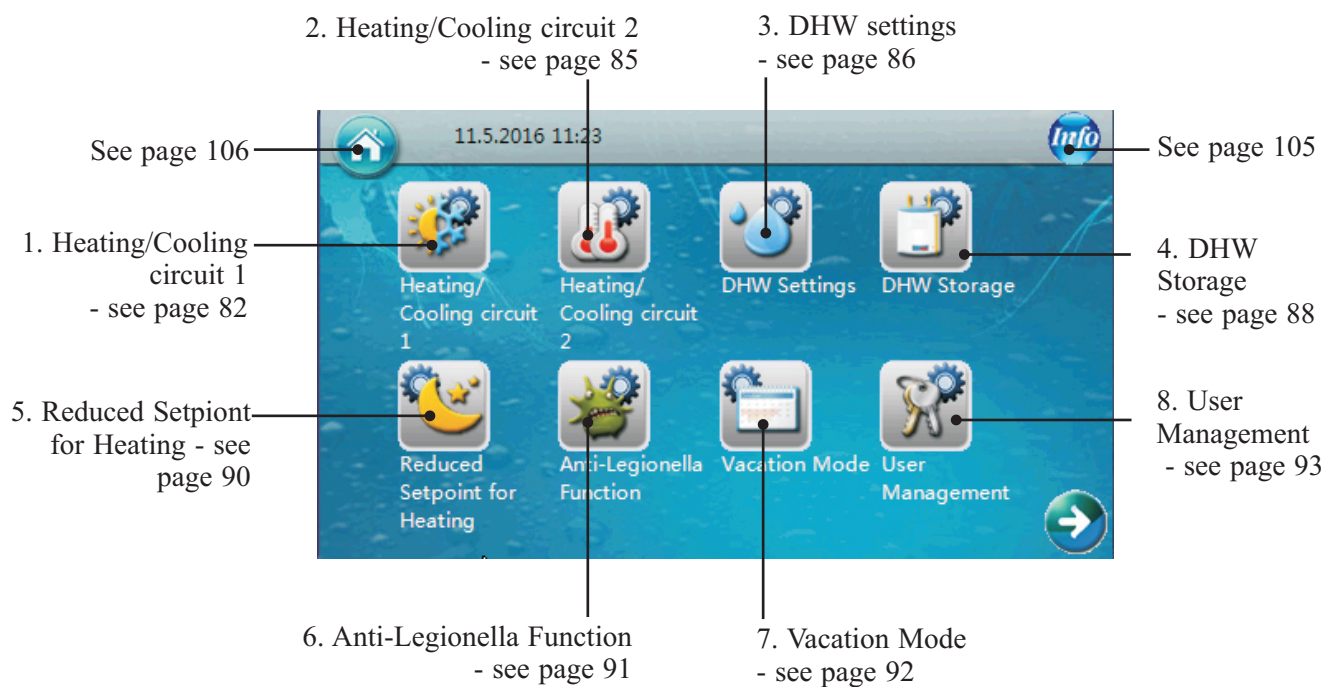 2. Heating/Cooling circuit 2
- see page 85
3. DHW settings
- see page 86
See page 106
11.5.2016 11:23
Info
See page 105
1. Heating/Cooling
circuit 1
- see page 82
Heating/
Cooling circuit
1
Heating/
Cooling circuit
2
DHW Settings
DHW Storage
4. DHW
Storage
- see page 88
5. Reduced Setpiont
for Heating - see
page 90
Reduced
Setpoint for
Heating
Anti-Legionella
Function
Vacation Mode
User
Management
8. User
Management
- see page 93
6. Anti-Legionella Function
- see page 91
7. Vacation Mode
- see page 92